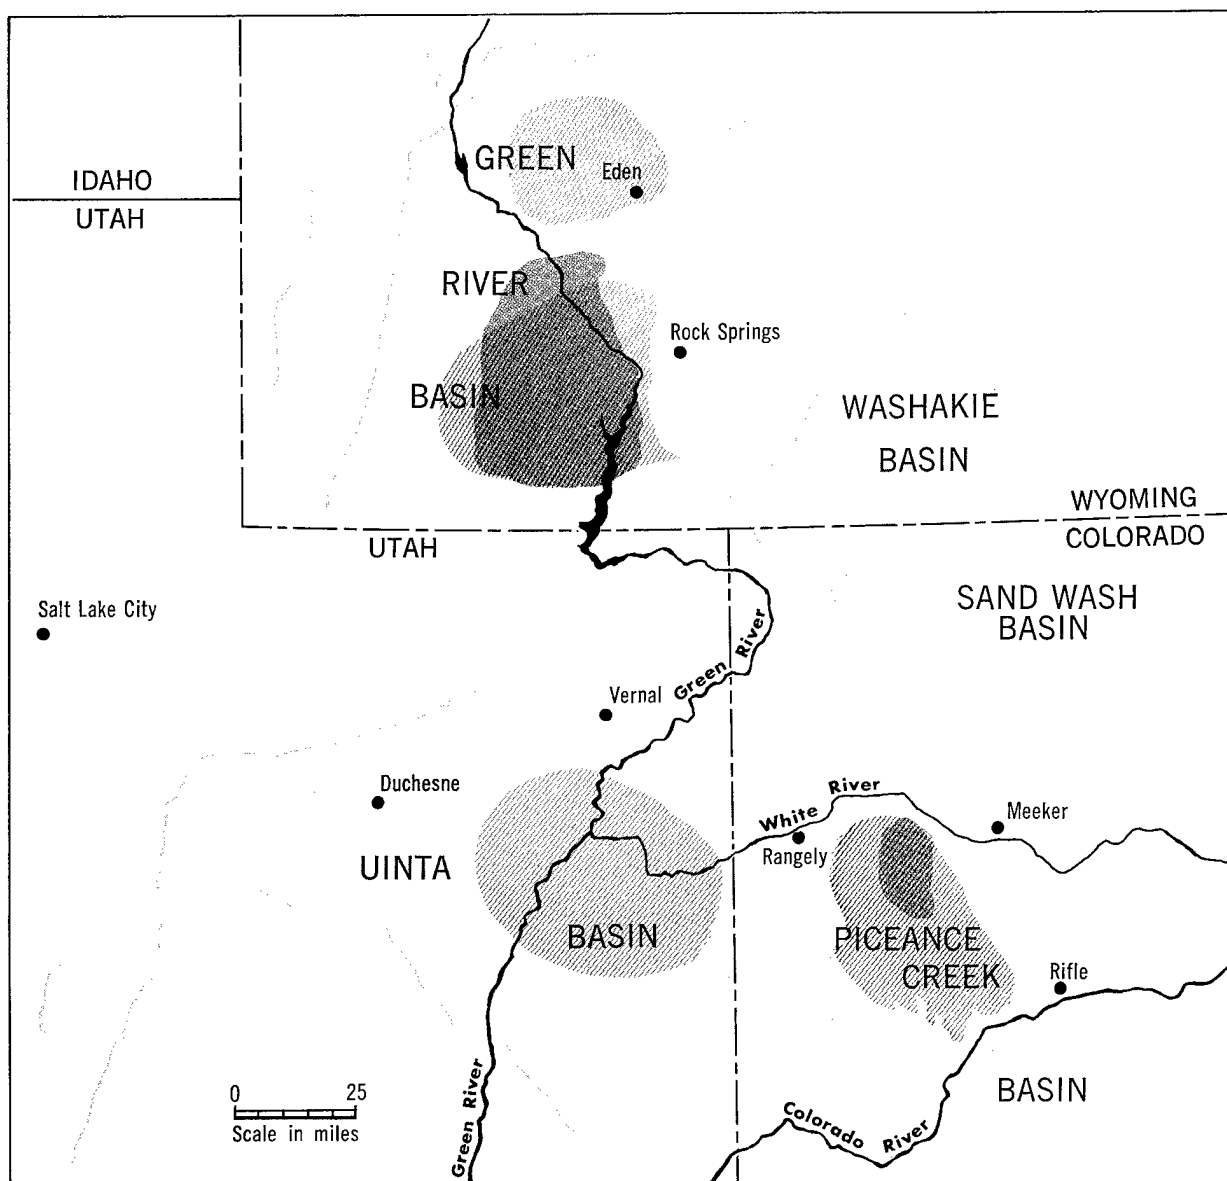 GREEN
Eden
IDAHO
UTAH
RIVER
Rock Springs
BASIN
WASHAKIE
BASIN
WYOMING
COLORADO
UTAH
SAND WASH
BASIN
Salt Lake City
Green River
Vernal
Duchesne
White River
Meeker
Rangely
UINTA
BASIN
PICEANCE
CREEK
Rifle
BASIN
0 25
Scale in miles
Green River
Colorado River